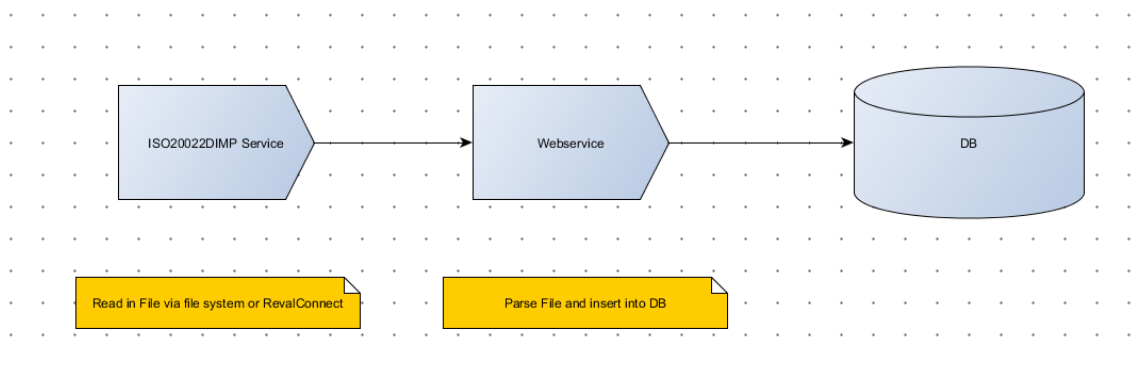 ISO20022DIMP Service
Webservice
DB
Read in File via file system or RevalConnect
Parse File and insert into DB